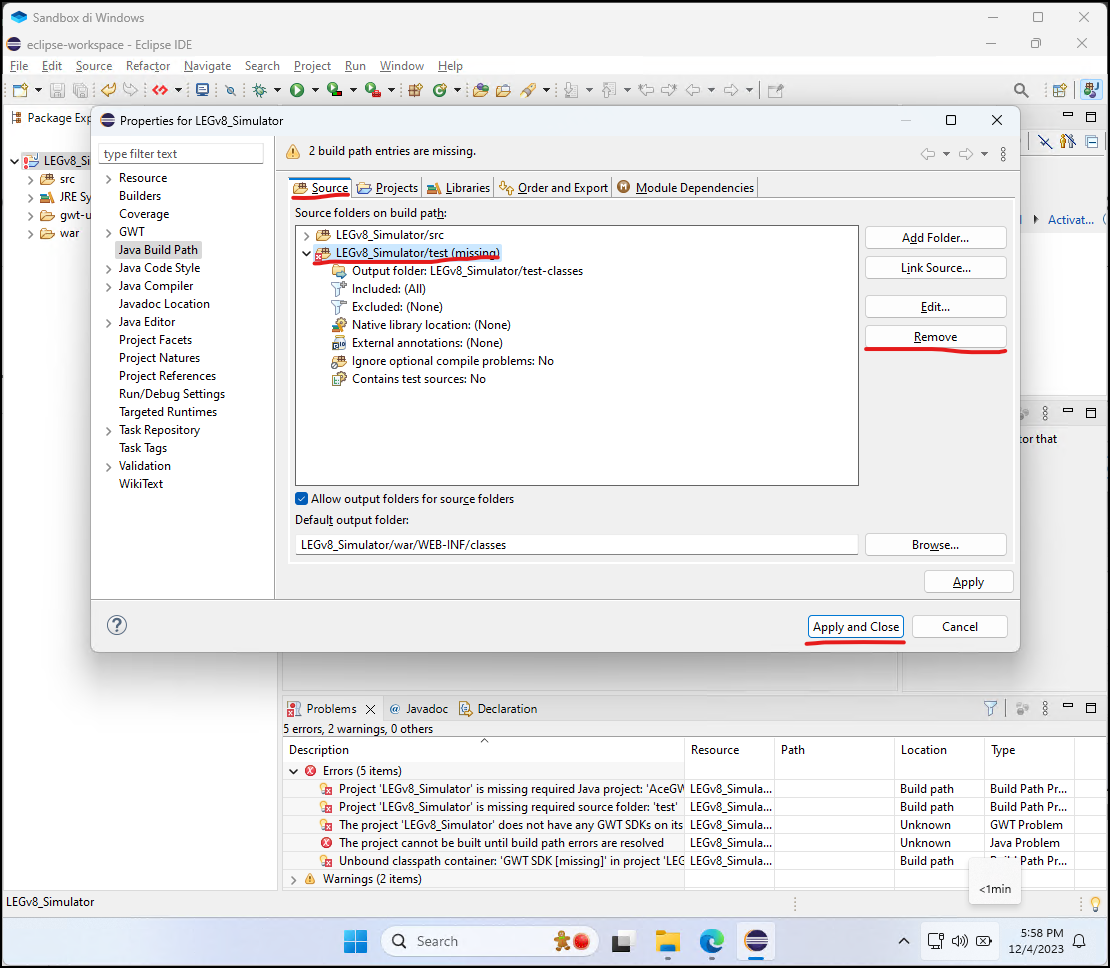 Sandbox di Windows
eclipse-workspace - Eclipse IDE
File Edit Source Refactor Navigate Search Project Run Window Help
Package Exp
Properties for LEGv8_Simulator
type filter text
2 build path entries are missing.
LEGv8_Si
src
JRE Sy
gwt-u
war
Resource
Builders
Coverage
GWT
Java Build Path
Java Code Style
Java Compiler
Javadoc Location
Java Editor
Project Facets
Project Natures
Project References
Run/Debug Settings
Targeted Runtimes
Task Repository
Task Tags
Validation
WikiText
Source Projects Libraries Order and Export Module Dependencies
Source folders on build path:
LEGv8_Simulator/src
LEGv8_Simulator/test (missing)
Output folder: LEGv8_Simulator/test-classes
Included: (All)
Excluded: (None)
Native library location: (None)
External annotations: (None)
Ignore optional compile problems: No
Contains test sources: No
Add Folder...
Link Source...
Edit...
Remove
Allow output folders for source folders
Default output folder:
LEGv8_Simulator/war/WEB-INF/classes
Browse...
Apply
Apply and Close
Cancel
Activat...
tor that
Problems Javadoc Declaration
5 errors, 2 warnings, 0 others
Description Resource Path Location Type
Errors (5 items)
Project 'LEGv8_Simulator' is missing required Java project: 'AceGW LEGv8_Simula... Build path Build Path Pr...
Project 'LEGv8_Simulator' is missing required source folder: 'test' LEGv8_Simula... Build path Build Path Pr...
The project 'LEGv8_Simulator' does not have any GWT SDKs on its LEGv8_Simula... Unknown GWT Problem
The project cannot be built until build path errors are resolved LEGv8_Simula... Unknown Java Problem
Unbound classpath container: 'GWT SDK [missing]' in project 'LEG LEGv8_Simula... Build path Path Pr...
Warnings (2 items)
<1min
LEGv8_Simulator
Search
5:58 PM
12/4/2023